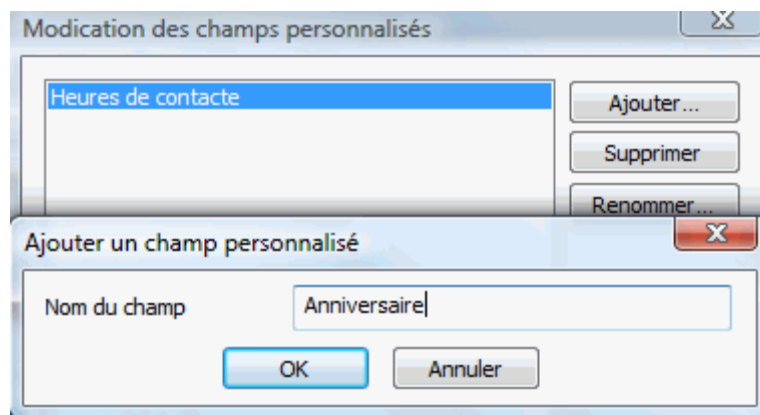 Modication des champs personnalisés
Heures de contacte
Ajouter...
Supprimer
Renommer...
Ajouter un champ personnalisé
Nom du champ Anniversaire
OK Annuler